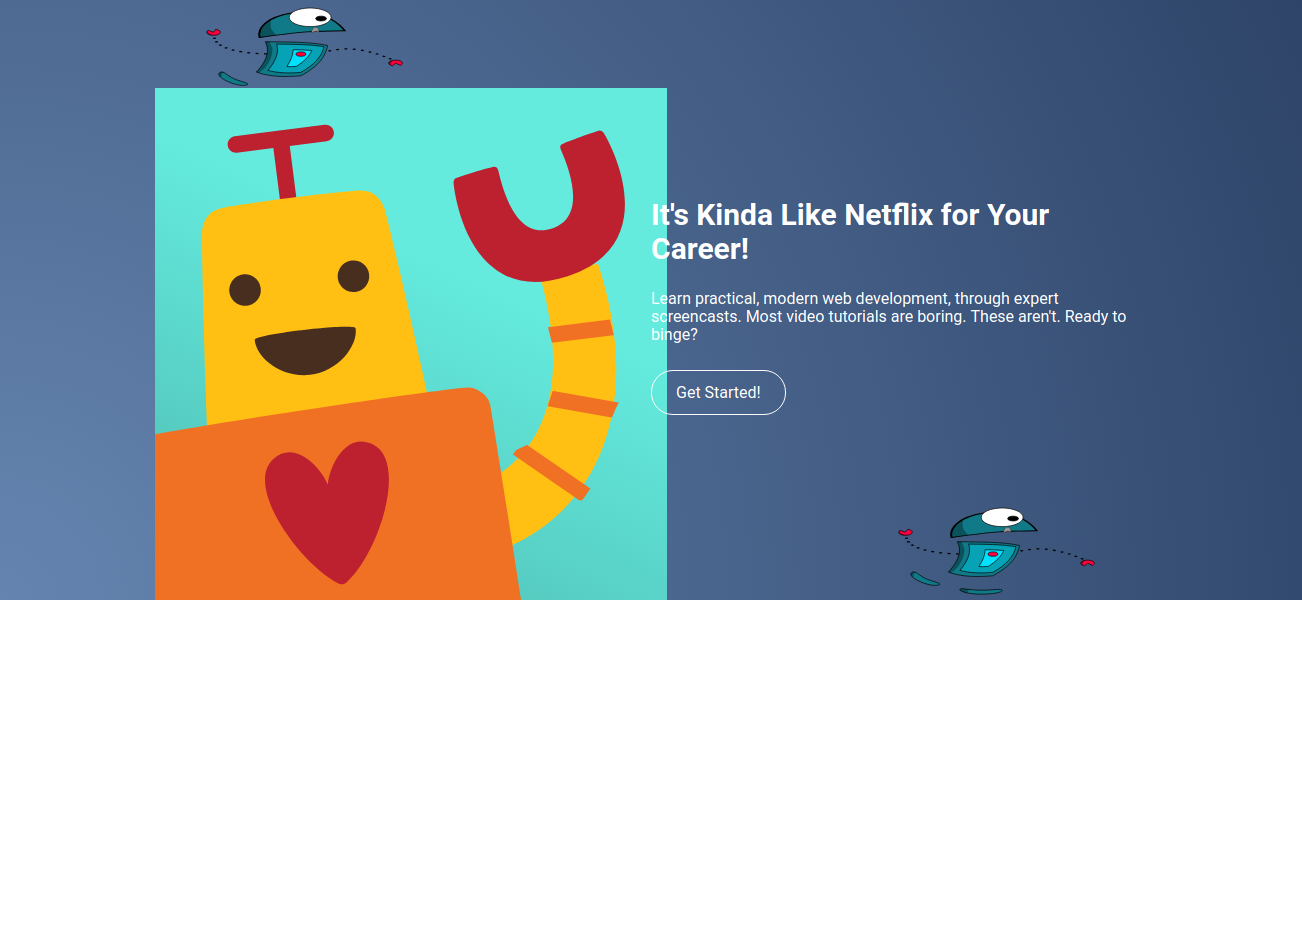 It's Kinda Like Netflix for Your
Career!
Learn practical, modern web development, through expert
screencasts. Most video tutorials are boring. These aren't. Ready to
binge?
Get Started!